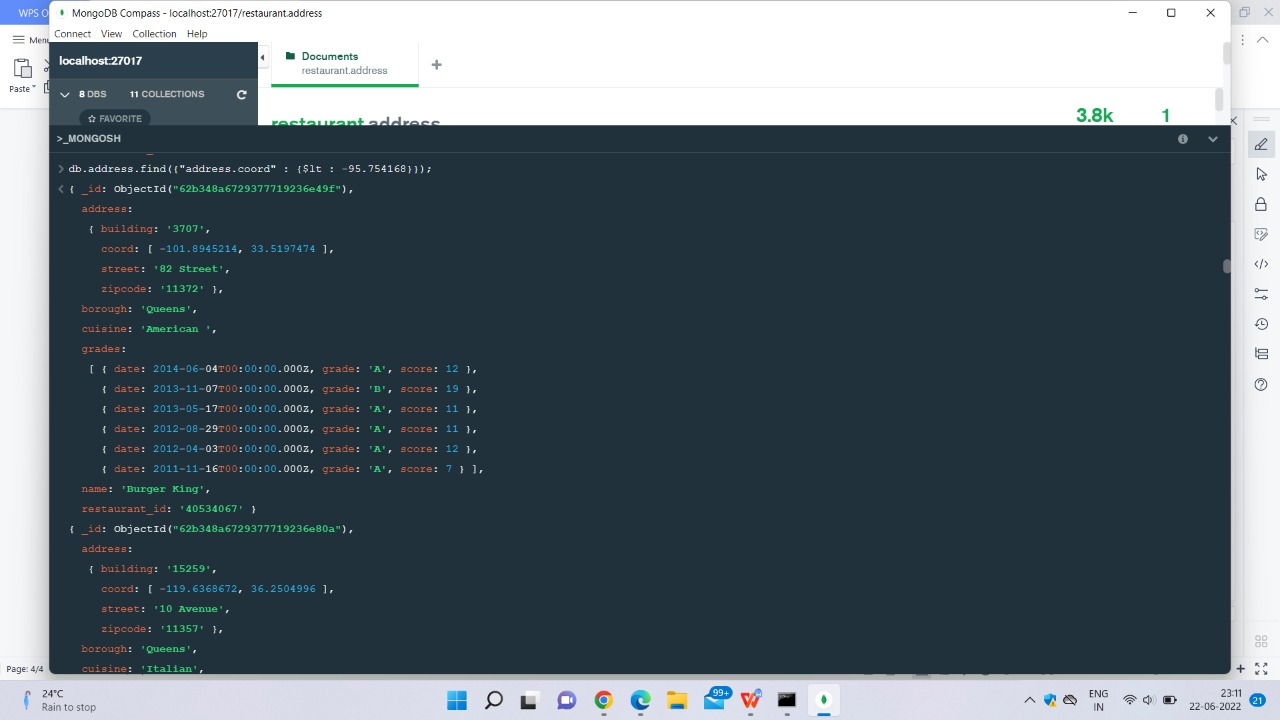 WPS O
MongoDB Compass - localhost:27017/restaurant.address
Connect View Collection Help
Menu
Paste
localhost:27017
8 DBS 11 COLLECTIONS
FAVORITE
Documents
restaurant.address
restaurant.address
3.8k 1
>_MONGOSH
db.address.find({"address.coord" : {$lt : -95.754168}});
{ _id: ObjectId("62b348a6729377719236e49f"),
address:
{ building: '3707',
coord: [ -101.8945214, 33.5197474 ],
street: '82 Street',
zipcode: '11372' },
borough: 'Queens',
cuisine: 'American ',
grades:
[ { date: 2014-06-04T00:00:00.000Z, grade: 'A', score: 12 },
{ date: 2013-11-07T00:00:00.000Z, grade: 'B', score: 19 },
{ date: 2013-05-17T00:00:00.000Z, grade: 'A', score: 11 },
{ date: 2012-08-29T00:00:00.000Z, grade: 'A', score: 11 },
{ date: 2012-04-03T00:00:00.000Z, grade: 'A', score: 12 },
{ date: 2011-11-16T00:00:00.000Z, grade: 'A', score: 7 } ],
name: 'Burger King',
restaurant_id: '40534067' }
{ _id: ObjectId("62b348a6729377719236e80a"),
address:
{ building: '15259',
coord: [ -119.6368672, 36.2504996 ],
street: '10 Avenue',
zipcode: '11357' },
borough: 'Queens',
cuisine: 'Italian',
Page: 4/4
24°C
Rain to stop
99+
ENG
IN
23:11
22-06-2022
21